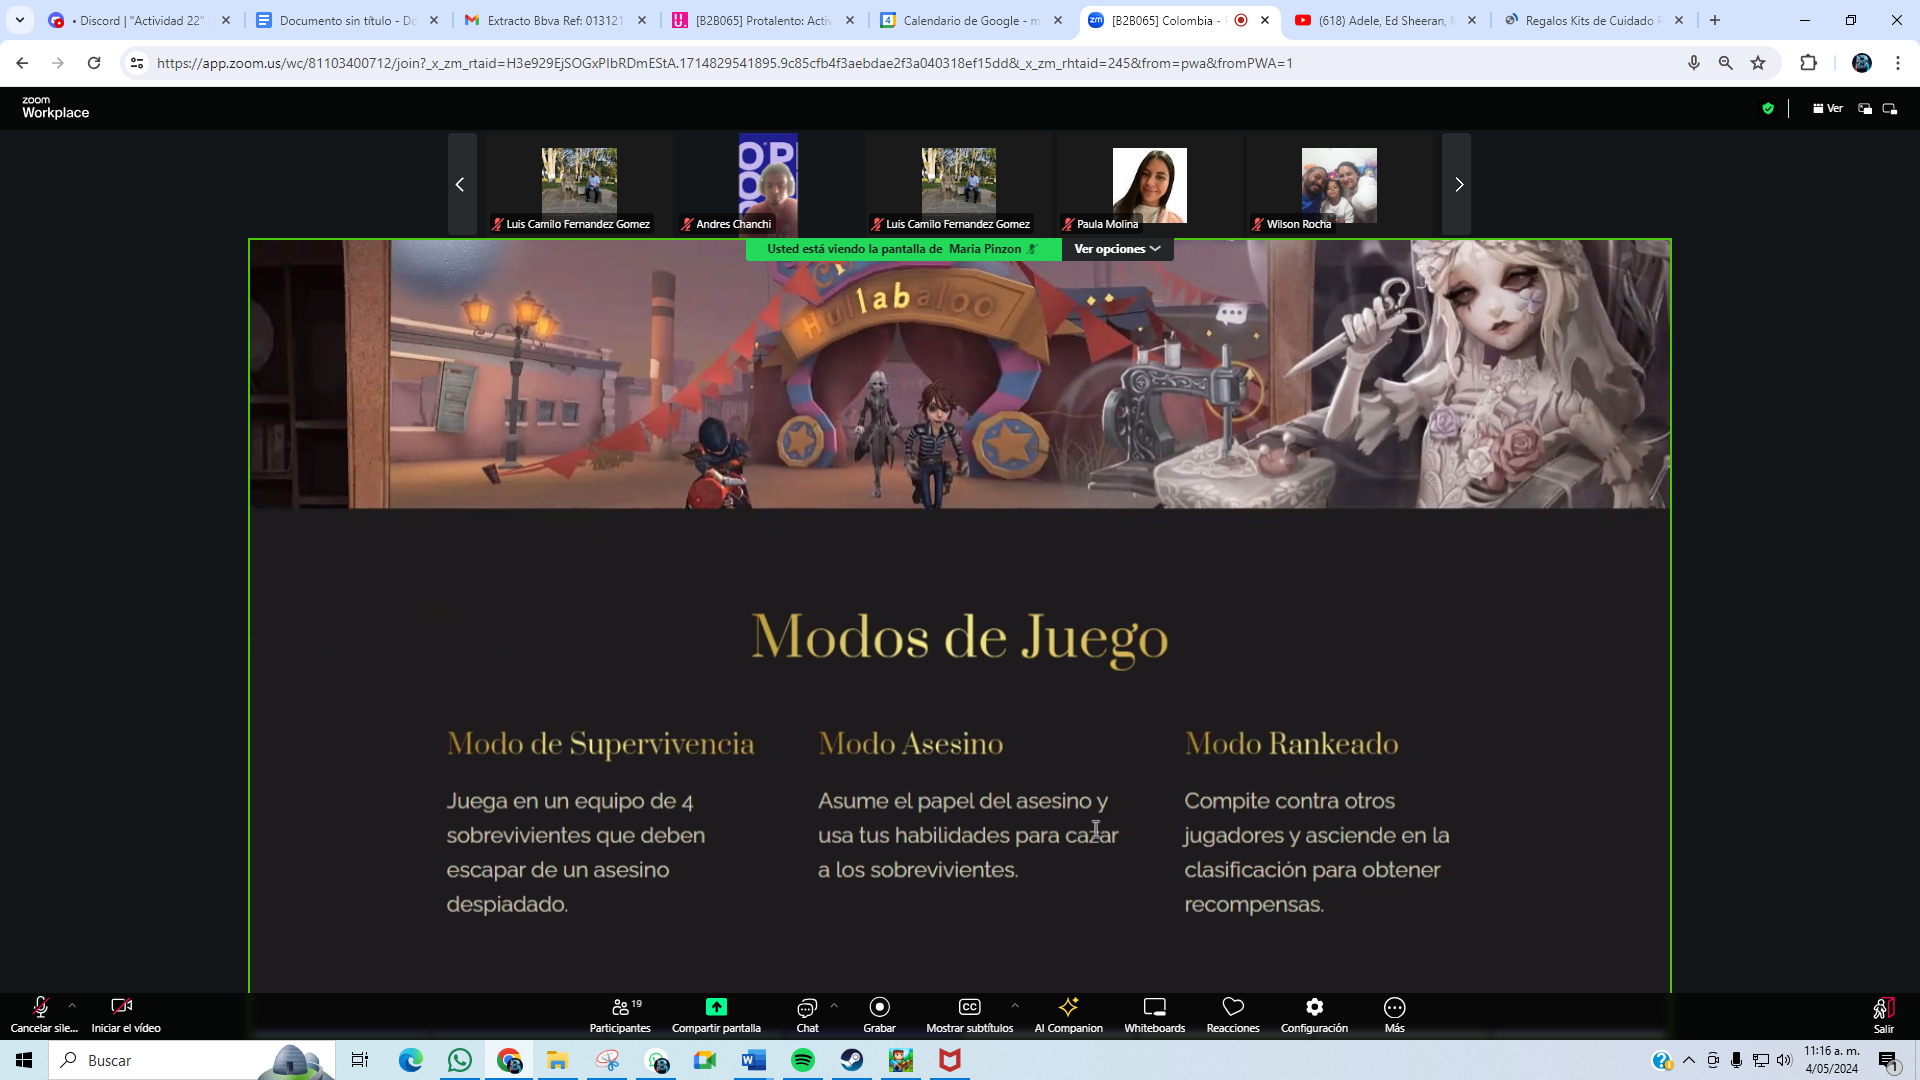 • Discord | "Actividad 22"
Documento sin título - Do
Extracto Bbva Ref: 013121
[B2B065] Protalento: Activ
Calendario de Google - m
[B2B065] Colombia -
(618) Adele, Ed Sheeran,
Regalos Kits de Cuidado
https://app.zoom.us/wc/81103400712/join?_x_zm_rtaid=H3e929EjSOGxPIbRDmEStA.1714829541895.9c85cfb4f3aebdae2f3a040318ef15dd&_x_zm_rhtaid=245&from=pwa&fromPWA=1
zoom
Workplace
Ver
Luis Camilo Fernandez Gomez
Andres Chanchi
Luis Camilo Fernandez Gomez
Paula Molina
Wilson Rocha
Usted está viendo la pantalla de Maria Pinzon
Ver opciones
Hullabaloo
Modos de Juego
Modo de Supervivencia
Juega en un equipo de 4
sobrevivientes que deben
escapar de un asesino
despiadado.
Modo Asesino
Asume el papel del asesino y
usa tus habilidades para cazar
a los sobrevivientes.
Modo Rankeado
Compite contra otros
jugadores y asciende en la
clasificación para obtener
recompensas.
Cancelar sile...
Iniciar el vídeo
19
Participantes
Compartir pantalla
Chat
Grabar
CC
Mostrar subtítulos
AI Companion
Whiteboards
Reacciones
Configuración
Más
Salir
Buscar
11:16 a. m.
4/05/2024
1